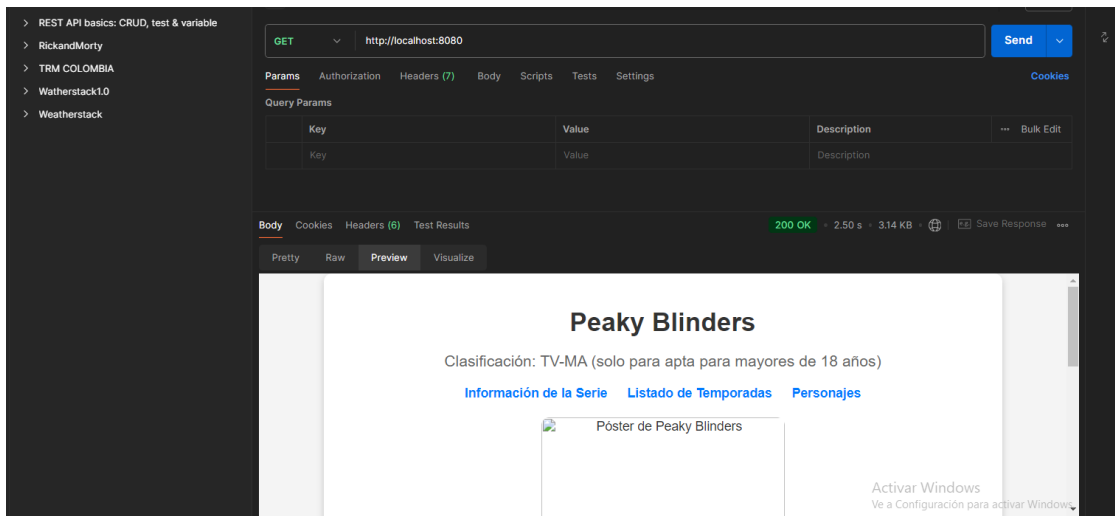 REST API basics: CRUD, test & variable
RickandMorty
TRM COLOMBIA
Watherstack1.0
Weatherstack
GET http://localhost:8080 Send
Params Authorization Headers (7) Body Scripts Tests Settings Cookies
Query Params
Key Value Description ••• Bulk Edit
Key Value Description
Body Cookies Headers (6) Test Results 200 OK • 2.50 s • 3.14 KB • Save Response •••
Pretty Raw Preview Visualize
Peaky Blinders
Clasificación: TV-MA (solo para apta para mayores de 18 años)
Información de la Serie Listado de Temporadas Personajes
Póster de Peaky Blinders
Activar Windows
Ve a Configuración para activar Windows.